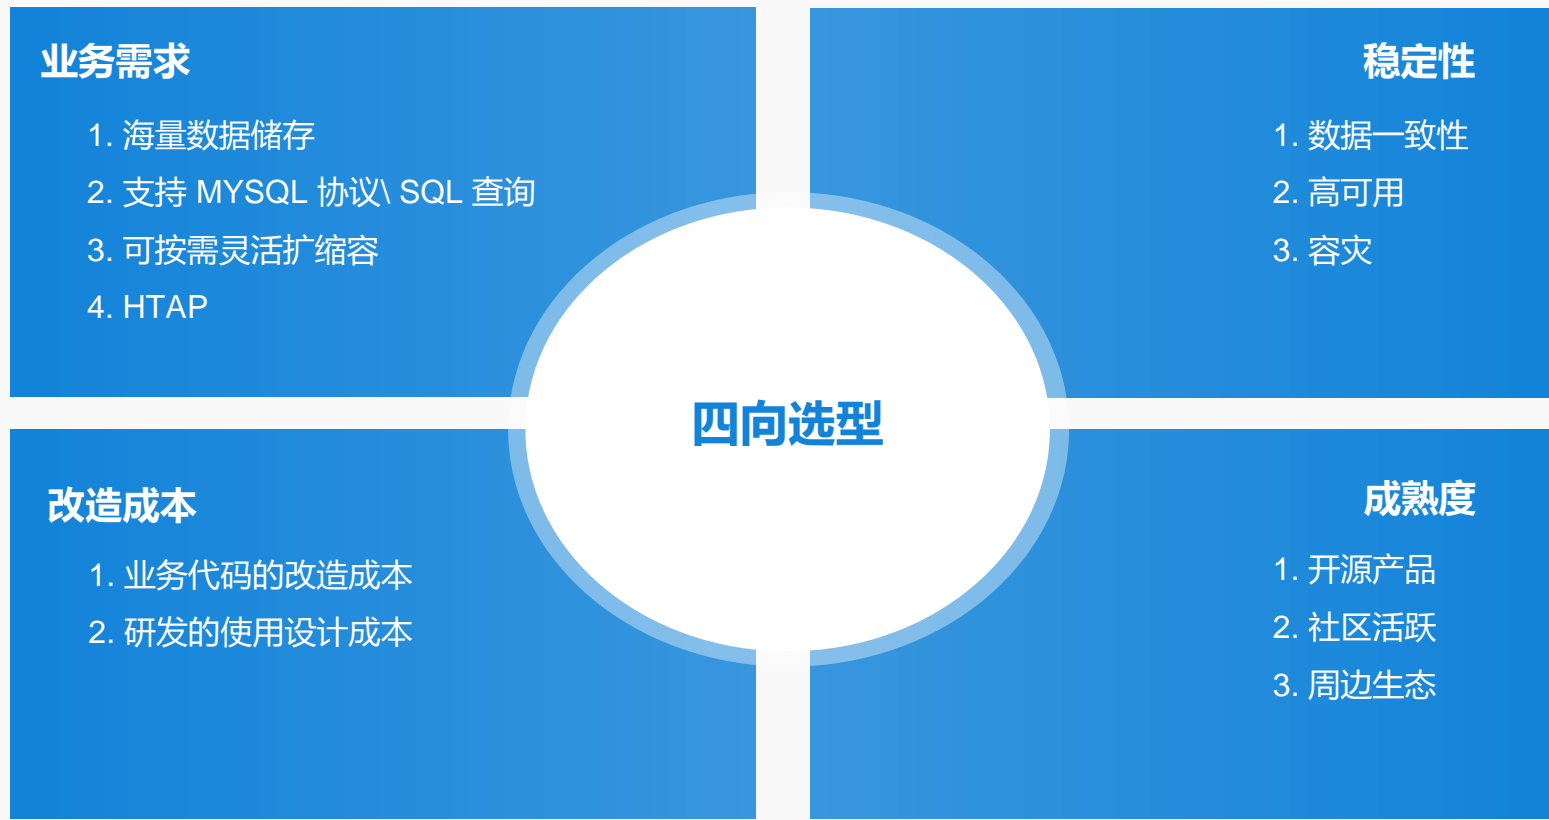 业务需求
1. 海量数据储存
2. 支持 MYSQL 协议\ SQL 查询
3. 可按需灵活扩缩容
4. HTAP
稳定性
1. 数据一致性
2. 高可用
3. 容灾
四向选型
改造成本
1. 业务代码的改造成本
2. 研发的使用设计成本
成熟度
1. 开源产品
2. 社区活跃
3. 周边生态